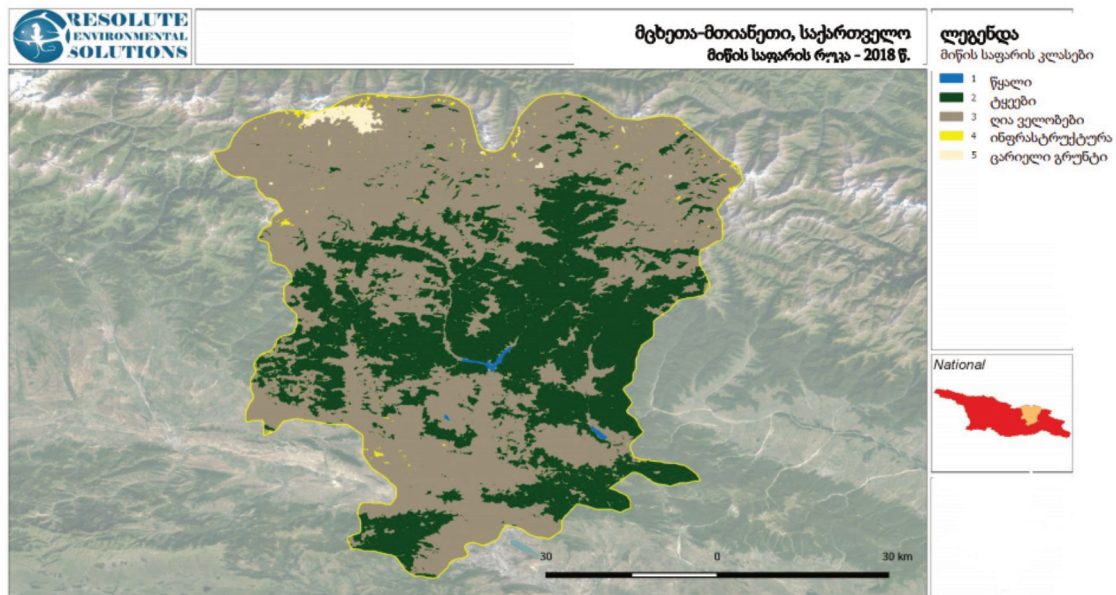 RESOLUTE
ENVIRONMENTAL
SOLUTIONS
მცხეთა-მთიანეთი, საქართველო
მიწის საფარის რუკა - 2018 წ.
ლეგენდა
მიწის საფარის კლასები
1 წყალი
2 ტყეები
3 ღია ველობები
4 ინფრასტრუქტურა
5 ცარიელი გრუნტი
National
30 0 30 km